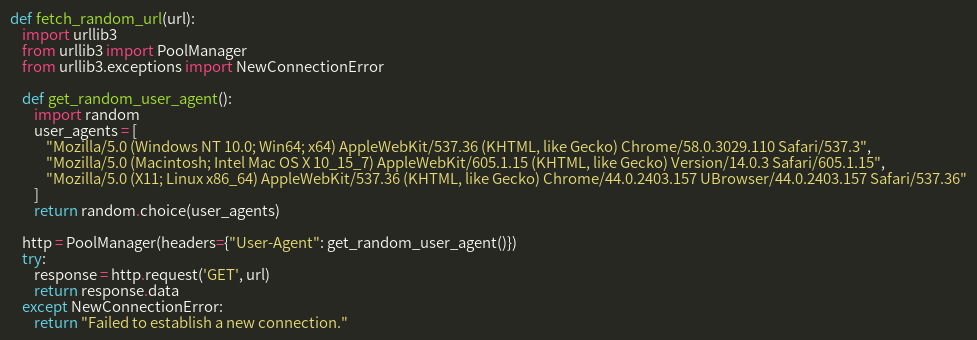 def fetch_random_url(url):
    import urllib3
    from urllib3 import PoolManager
    from urllib3.exceptions import NewConnectionError

    def get_random_user_agent():
        import random
        user_agents = [
            "Mozilla/5.0 (Windows NT 10.0; Win64; x64) AppleWebKit/537.36 (KHTML, like Gecko) Chrome/58.0.3029.110 Safari/537.3",
            "Mozilla/5.0 (Macintosh; Intel Mac OS X 10_15_7) AppleWebKit/605.1.15 (KHTML, like Gecko) Version/14.0.3 Safari/605.1.15",
            "Mozilla/5.0 (X11; Linux x86_64) AppleWebKit/537.36 (KHTML, like Gecko) Chrome/44.0.2403.157 UBrowser/44.0.2403.157 Safari/537.36"
        ]
        return random.choice(user_agents)

    http = PoolManager(headers={"User-Agent": get_random_user_agent()})
    try:
        response = http.request('GET', url)
        return response.data
    except NewConnectionError:
        return "Failed to establish a new connection."